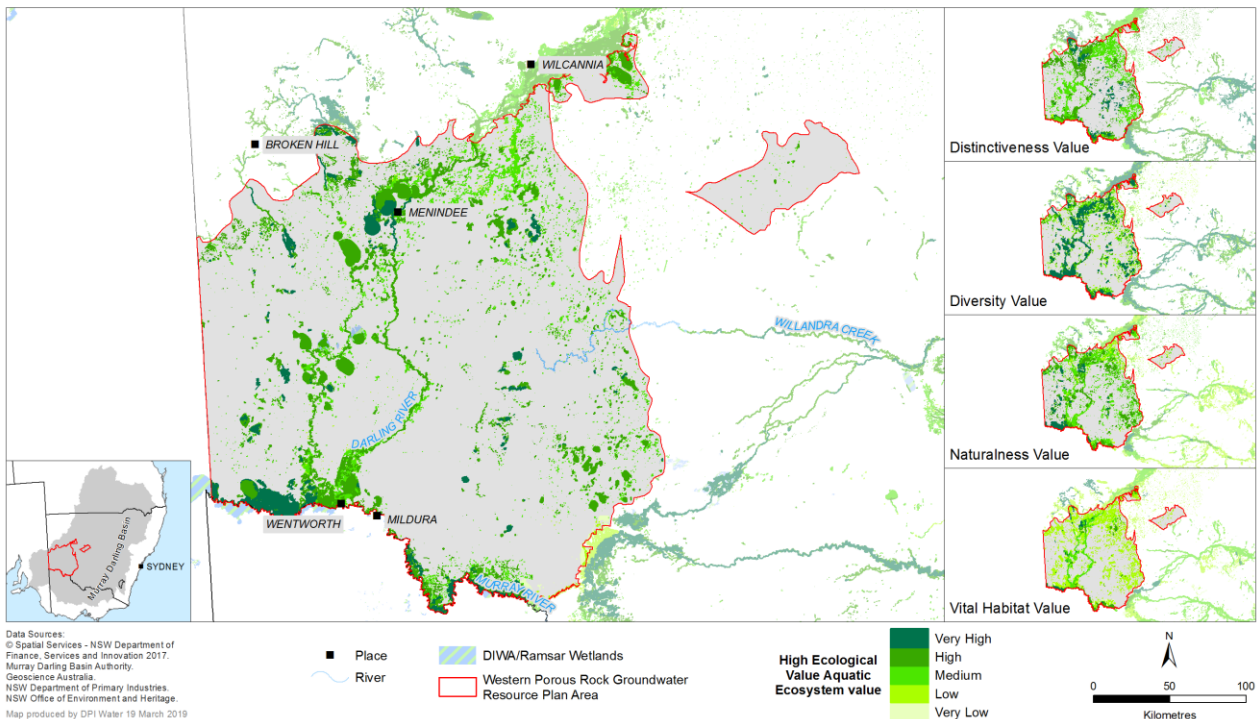 WILCANNIA
BROKEN HILL
MENINDEE
WILLANDRA CREEK
DARLING RIVER
WENTWORTH
MILDURA
MURRAY RIVER
Murray Darling Basin
SYDNEY
Distinctiveness Value
Diversity Value
Naturalness Value
Vital Habitat Value
Data Sources:
© Spatial Services - NSW Department of
Finance, Services and Innovation 2017.
Murray Darling Basin Authority.
Geoscience Australia.
NSW Department of Primary Industries.
NSW Office of Environment and Heritage.
Map produced by DPI Water 19 March 2019
Place
River
DIWA/Ramsar Wetlands
Western Porous Rock Groundwater
Resource Plan Area
High Ecological
Value Aquatic
Ecosystem value
Very High
High
Medium
Low
Very Low
N
0 50 100
Kilometres